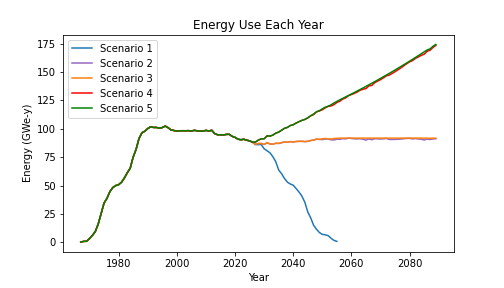 Energy Use Each Year
Energy (GWe-y)
175
150
125
100
75
50
25
0
Scenario 1
Scenario 2
Scenario 3
Scenario 4
Scenario 5
1980 2000 2020 2040 2060 2080
Year